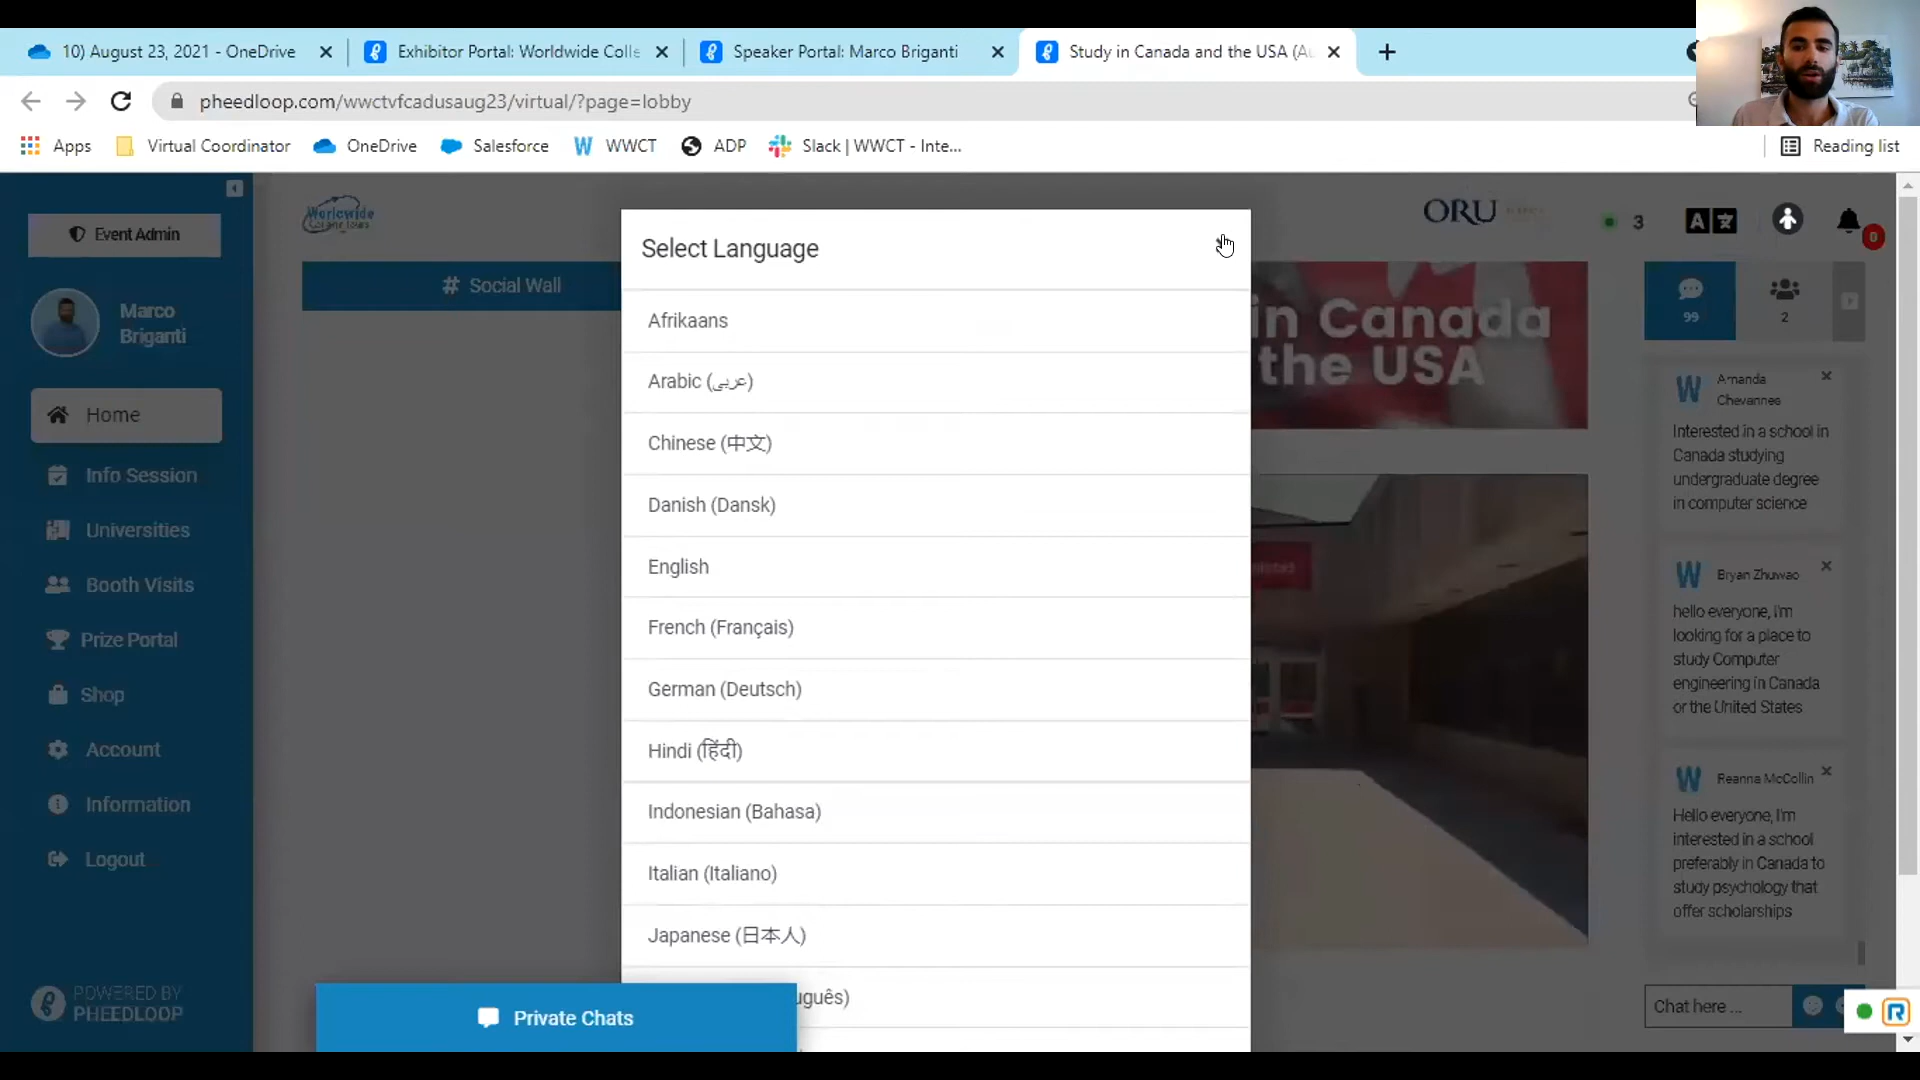 10) August 23, 2021 - OneDrive
Exhibitor Portal: Worldwide Colle
Speaker Portal: Marco Briganti
Study in Canada and the USA (Au
pheedloop.com/wwctvfcadusaug23/virtual/?page=lobby
Apps
Virtual Coordinator
OneDrive
Salesforce
WWCT
ADP
Slack | WWCT - Inte...
Reading list
Event Admin
Marco
Briganti
Home
Info Session
Universities
Booth Visits
Prize Portal
Shop
Account
Information
Logout
POWERED BY
PHEEDLOOP
Worldwide
# Social Wall
Select Language
Afrikaans
Arabic (عربى)
Chinese (中文)
Danish (Dansk)
English
French (Français)
German (Deutsch)
Hindi (हिंदी)
Indonesian (Bahasa)
Italian (Italiano)
Japanese (日本人)
uguês)
Private Chats
in Canada
the USA
ORU
3
0
99
2
Amanda
Chevannes
Interested in a school in
Canada studying
undergraduate degree
in computer science
Bryan Zhuwao
hello everyone, I'm
looking for a place to
study Computer
engineering in Canada
or the United States
Reanna McCollin
Hello everyone, I'm
interested in a school
preferably in Canada to
study psychology that
offer scholarships
Chat here ...